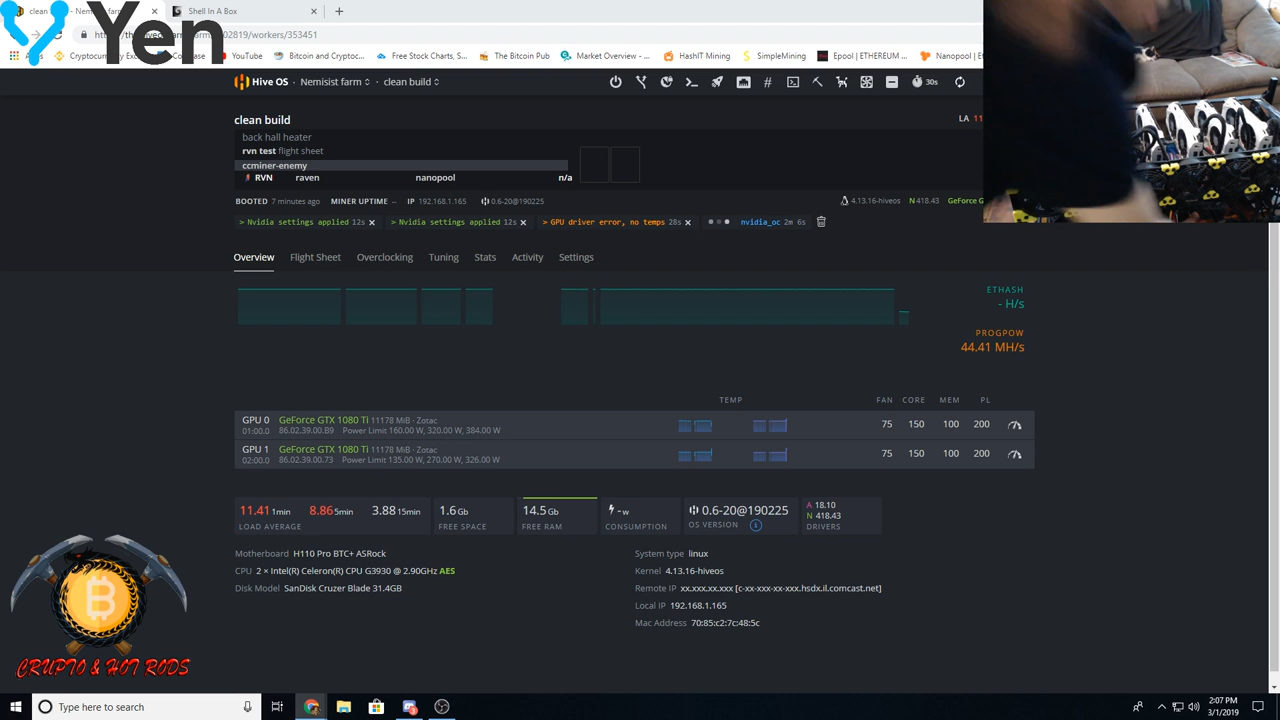 clean
Nemi
Shell In A Box
Yen
02819/workers/353451
Apps
Cryptocurrency
Coinbase
YouTube
Bitcoin and Cryptoc...
Free Stock Charts, S...
The Bitcoin Pub
Market Overview - ...
HashIT Mining
SimpleMining
Epool | ETHEREUM ...
Nanopool |
Hive OS
Nemisist farm
clean build
30s
clean build
LA 11
back hall heater
rvn test flight sheet
ccminer-enemy
RVN raven nanopool n/a
BOOTED 7 minutes ago MINER UPTIME -- IP 192.168.1.165 0.6-20@190225
4.13.16-hiveos N 418.43 GeForce G
> Nvidia settings applied 12s × > Nvidia settings applied 12s × > GPU driver error, no temps 28s × nvidia_oc 2m 6s
Overview Flight Sheet Overclocking Tuning Stats Activity Settings
ETHASH
- H/s
PROGPOW
44.41 MH/s
TEMP FAN CORE MEM PL
GPU 0 GeForce GTX 1080 Ti 11178 MiB · Zotac 75 150 100 200
01:00.0 86.02.39.00.B9 Power Limit 160.00 W, 320.00 W, 384.00 W
GPU 1 GeForce GTX 1080 Ti 11178 MiB · Zotac 75 150 100 200
02:00.0 86.02.39.00.73 Power Limit 135.00 W, 270.00 W, 326.00 W
11.41 1min 8.86 5min 3.88 15min 1.6 Gb 14.5 Gb - w 0.6-20@190225 A 18.10
N 418.43
LOAD AVERAGE FREE SPACE FREE RAM CONSUMPTION OS VERSION DRIVERS
Motherboard H110 Pro BTC+ ASRock
CPU 2 × Intel(R) Celeron(R) CPU G3930 @ 2.90GHz AES
Disk Model SanDisk Cruzer Blade 31.4GB
System type linux
Kernel 4.13.16-hiveos
Remote IP xx.xxx.xx.xxx [c-xx-xxx-xx-xxx.hsdx.il.comcast.net]
Local IP 192.168.1.165
Mac Address 70:85:c2:7c:48:5c
CRUPTO & HOT RODS
Type here to search
2:07 PM
3/1/2019